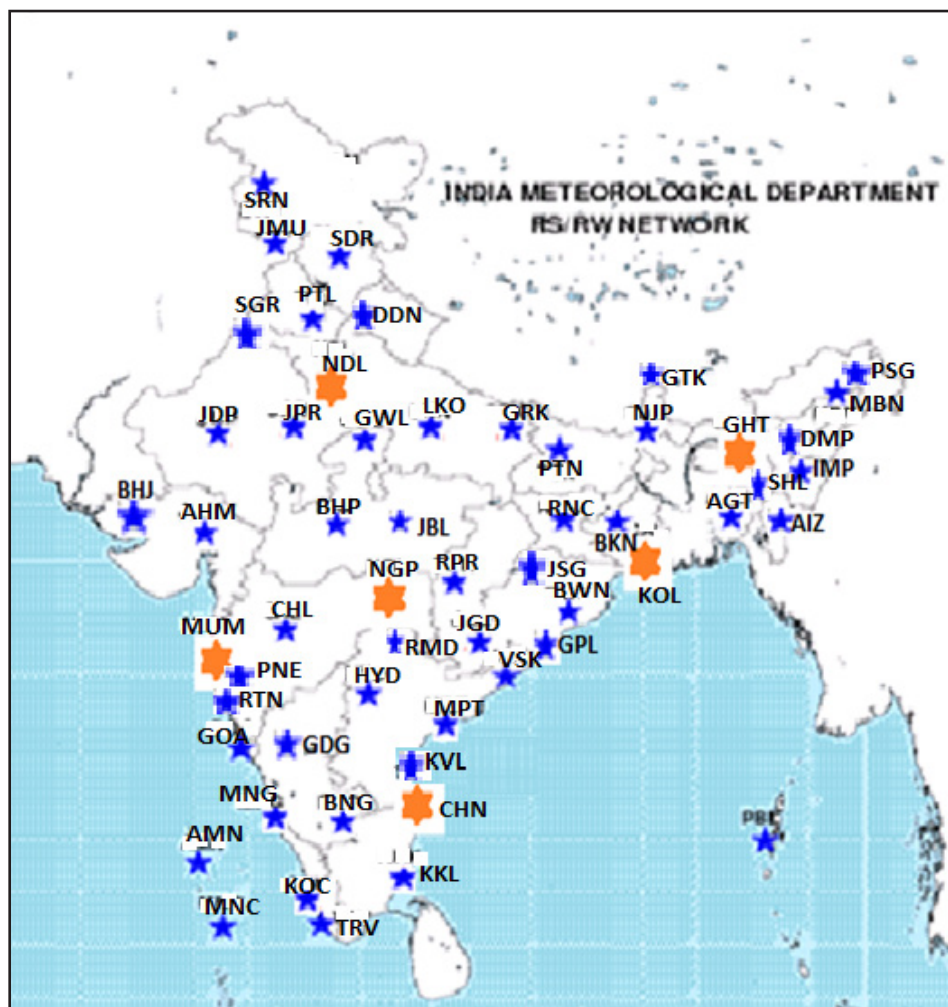 SRN
INDIA METEOROLOGICAL DEPARTMENT
RS/RW NETWORK
JMU
SDR
PTL
SGR
DDN
NDL
GTK
PSG
MBN
JDP
JPR
GWL
LKO
GRK
NJP
GHT
DMP
PTN
IMP
SHL
BHJ
AHM
BHP
JBL
RNC
BKN
AGT
AIZ
NGP
RPR
JSG
KOL
BWN
CHL
MUM
JGD
RMD
GPL
PNE
HYD
VSK
RTN
MPT
GOA
GDG
KVL
MNG
BNG
CHN
AMN
KKL
KOC
MNC
TRV